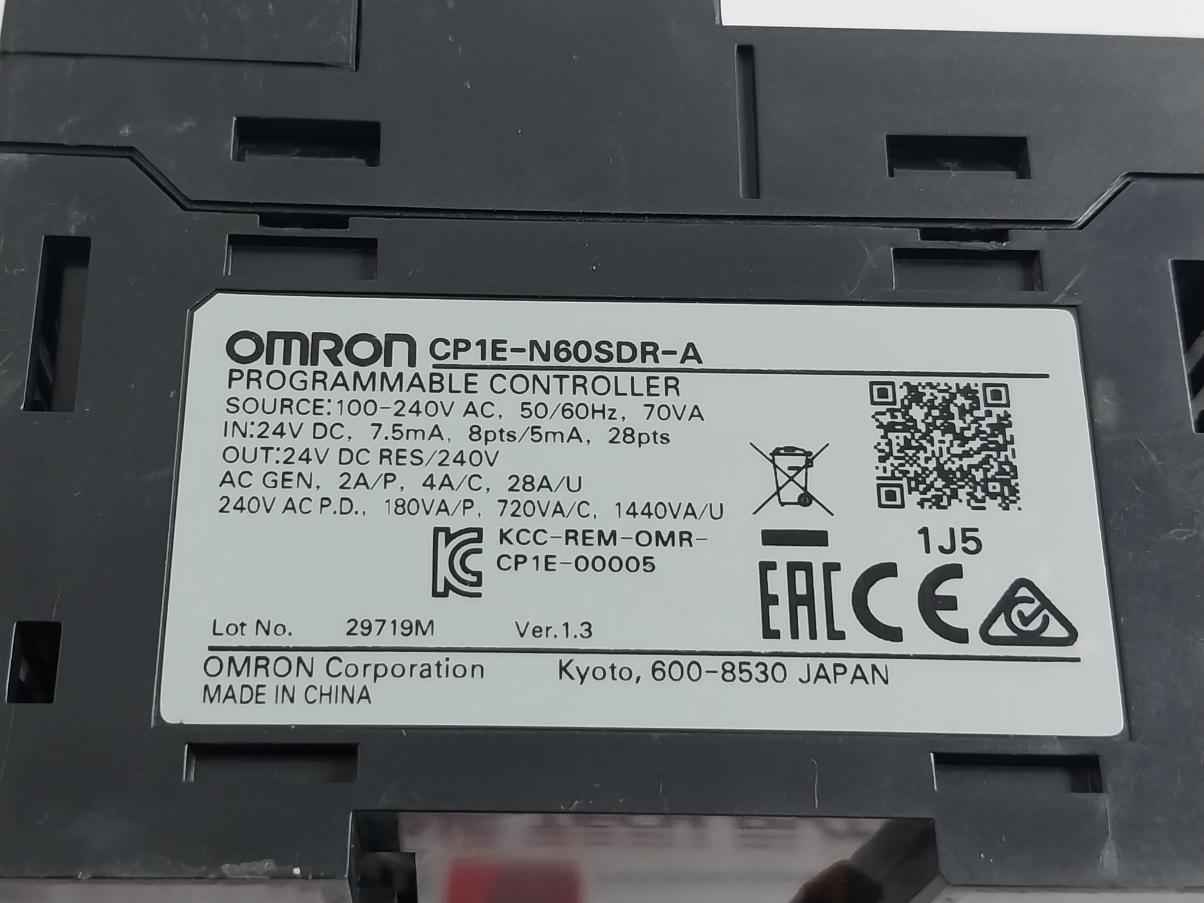 OMRON CP1E-N60SDR-A
PROGRAMMABLE CONTROLLER
SOURCE:100-240V AC, 50/60Hz, 70VA
IN:24V DC, 7.5mA, 8pts/5mA, 28pts
OUT:24V DC RES/240V
AC GEN, 2A/P, 4A/C, 28A/U
240V AC P.D., 180VA/P, 720VA/C, 1440VA/U
KCC-REM-OMR-
CP1E-00005
1J5
EAC CE
Lot No. 29719M Ver.1.3
OMRON Corporation Kyoto, 600-8530 JAPAN
MADE IN CHINA